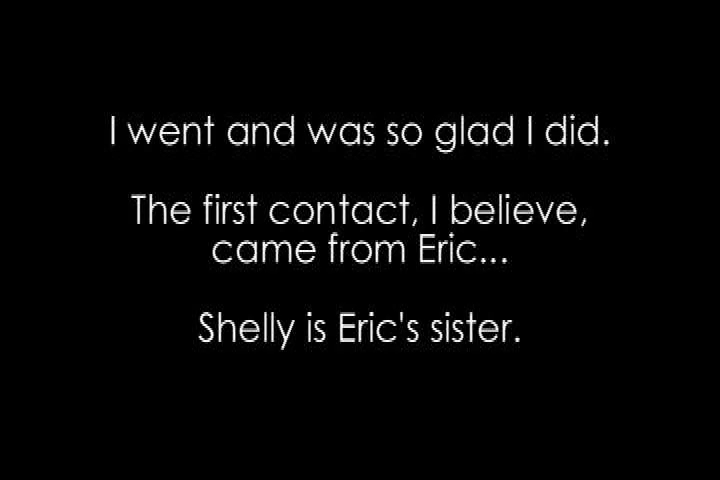 I went and was so glad I did.
The first contact, I believe,
came from Eric...
Shelly is Eric's sister.